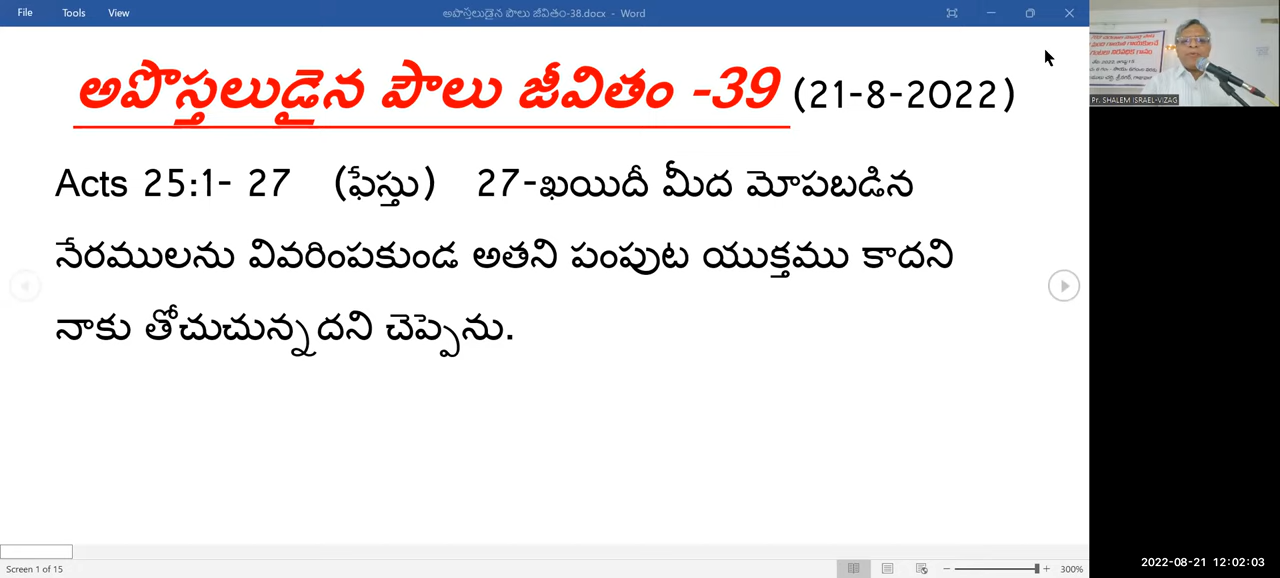 File Tools View
అపొస్తలుడైన పౌలు జీవితం-38.docx - Word
అపొస్తలుడైన పౌలు జీవితం -39 (21-8-2022)
Acts 25:1- 27 (ఫేస్తు) 27-ఖయిదీ మీద మోపబడిన
నేరములను వివరింపకుండ అతని పంపుట యుక్తము కాదని
నాకు తోచుచున్నదని చెప్పెను.
Pr. SHALEM ISRAEL-VIZAG
Screen 1 of 15
300%
2022-08-21 12:02:03